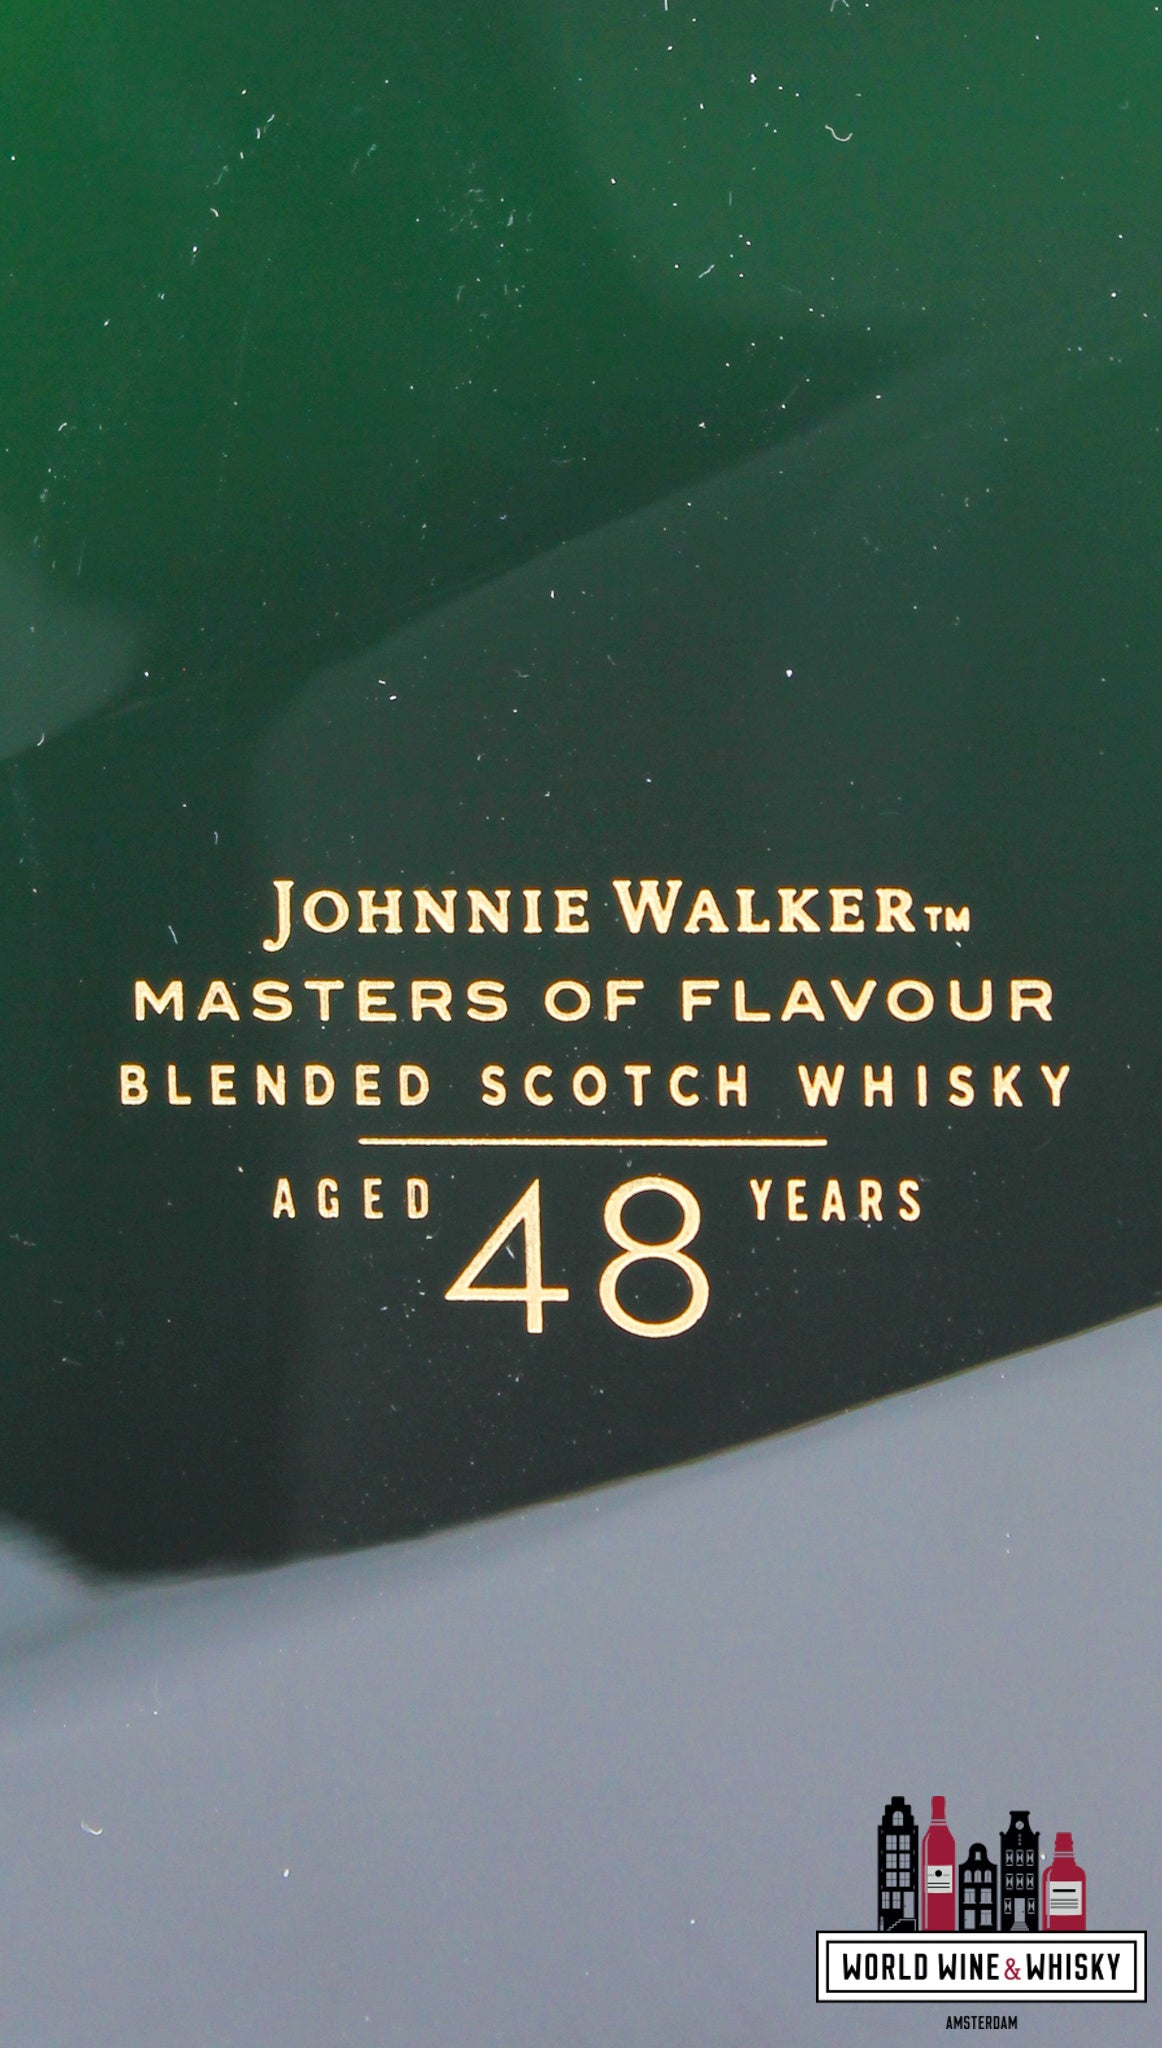 JOHNNIE WALKER™
MASTERS OF FLAVOUR
BLENDED SCOTCH WHISKY
AGED 48 YEARS
WORLD WINE & WHISKY
AMSTERDAM